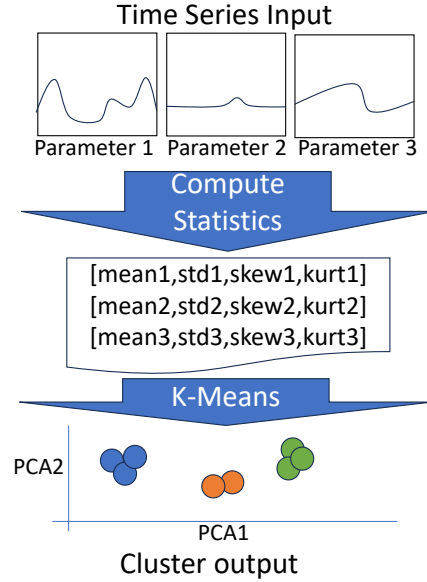 Time Series Input
Parameter 1 Parameter 2 Parameter 3
Compute
Statistics
[mean1,std1,skew1,kurt1]
[mean2,std2,skew2,kurt2]
[mean3,std3,skew3,kurt3]
K-Means
PCA2
PCA1
Cluster output